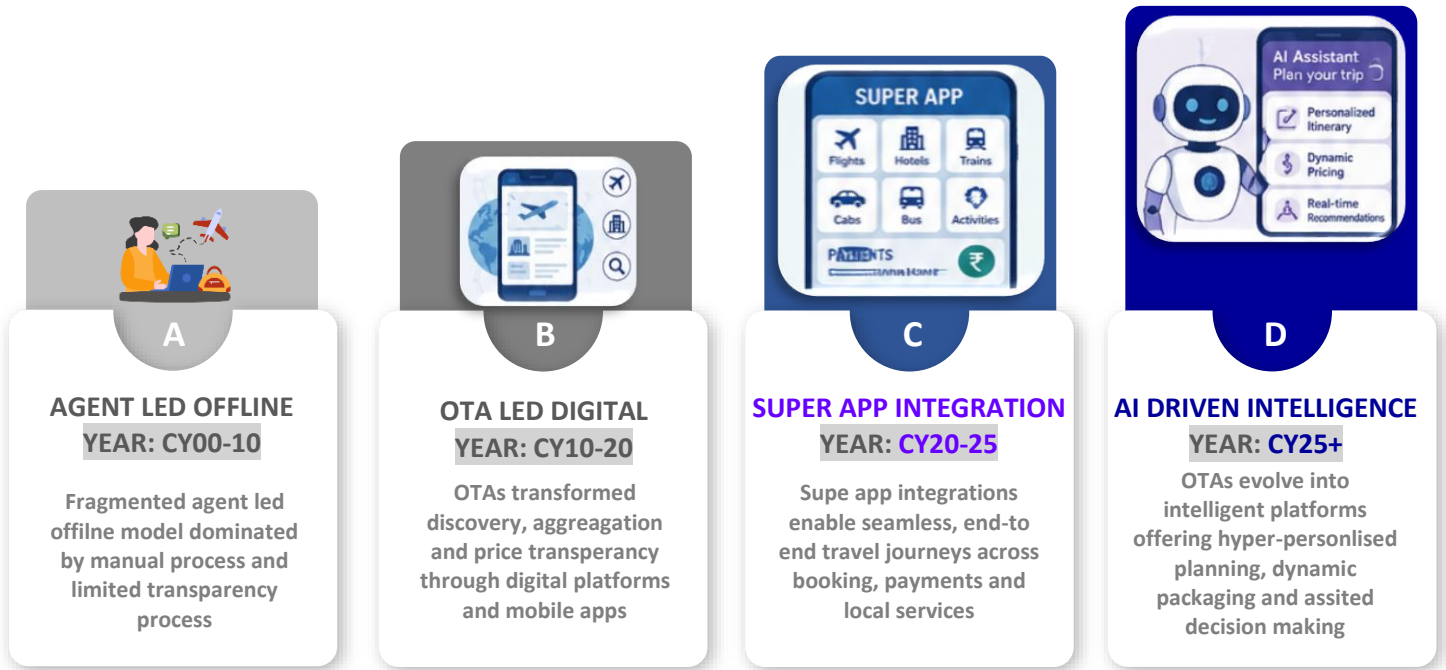 A
AGENT LED OFFLINE
YEAR: CY00-10
Fragmented agent led
offilne model dominated
by manual process and
limited transparency
process
B
OTA LED DIGITAL
YEAR: CY10-20
OTAs transformed
discovery, aggreagation
and price transperancy
through digital platforms
and mobile apps
SUPER APP
Flights Hotels Trains
Cabs Bus Activities
₹
C
SUPER APP INTEGRATION
YEAR: CY20-25
Supe app integrations
enable seamless, end-to
end travel journeys across
booking, payments and
local services
AI Assistant
Plan your trip
Personalized
Itinerary
Dynamic
Pricing
Real-time
Recommendations
D
AI DRIVEN INTELLIGENCE
YEAR: CY25+
OTAs evolve into
intelligent platforms
offering hyper-personlised
planning, dynamic
packaging and assited
decision making